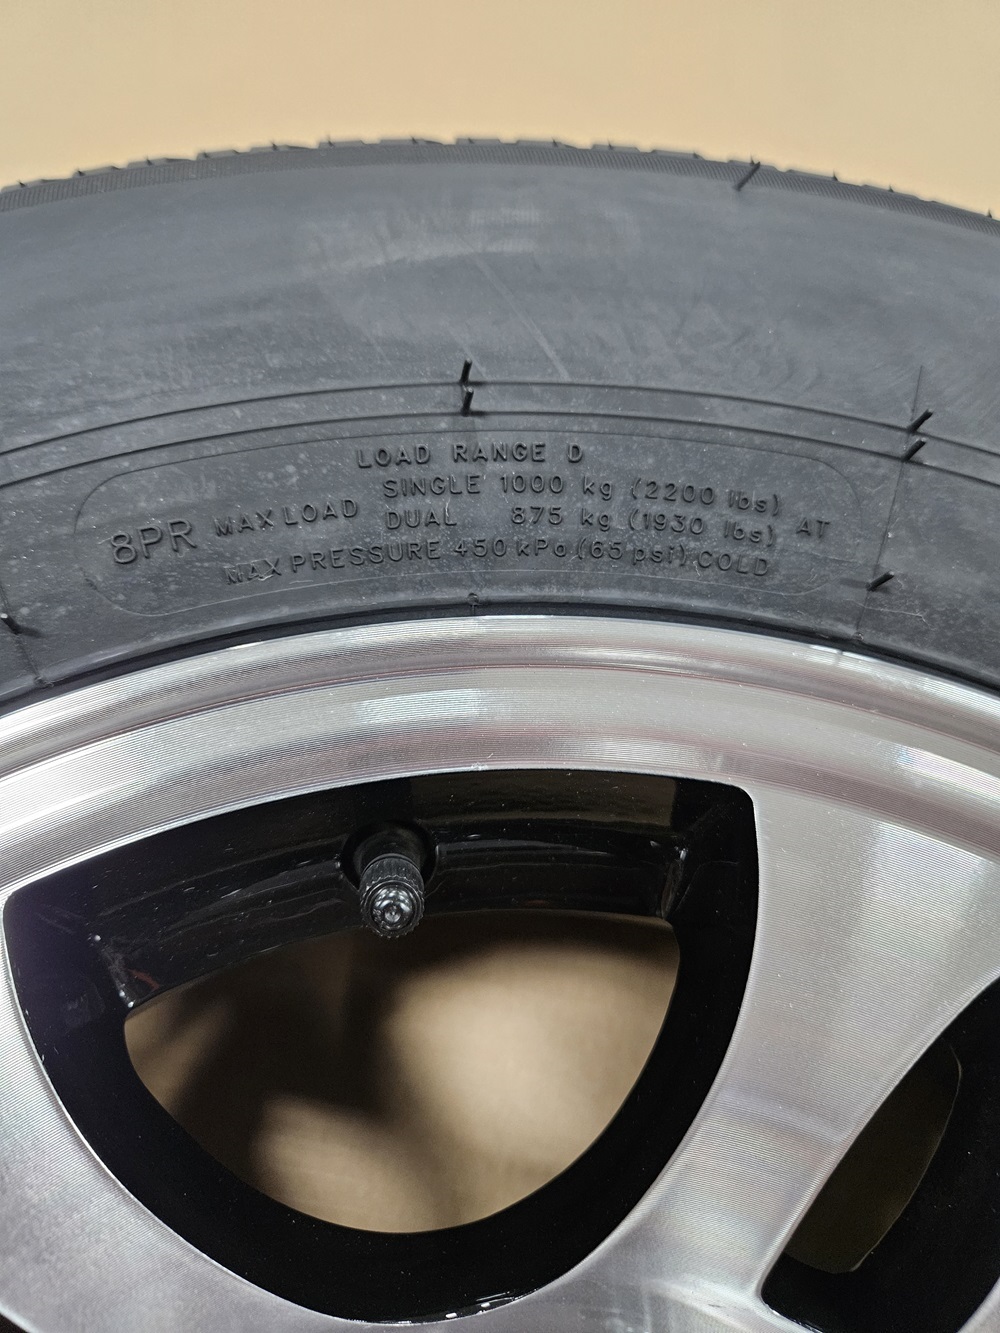 LOAD RANGE D
8PR MAX LOAD SINGLE 1000 kg (2200 lbs) AT
DUAL 875 kg (1930 lbs)
MAX PRESSURE 450 kPa (65 psi) COLD